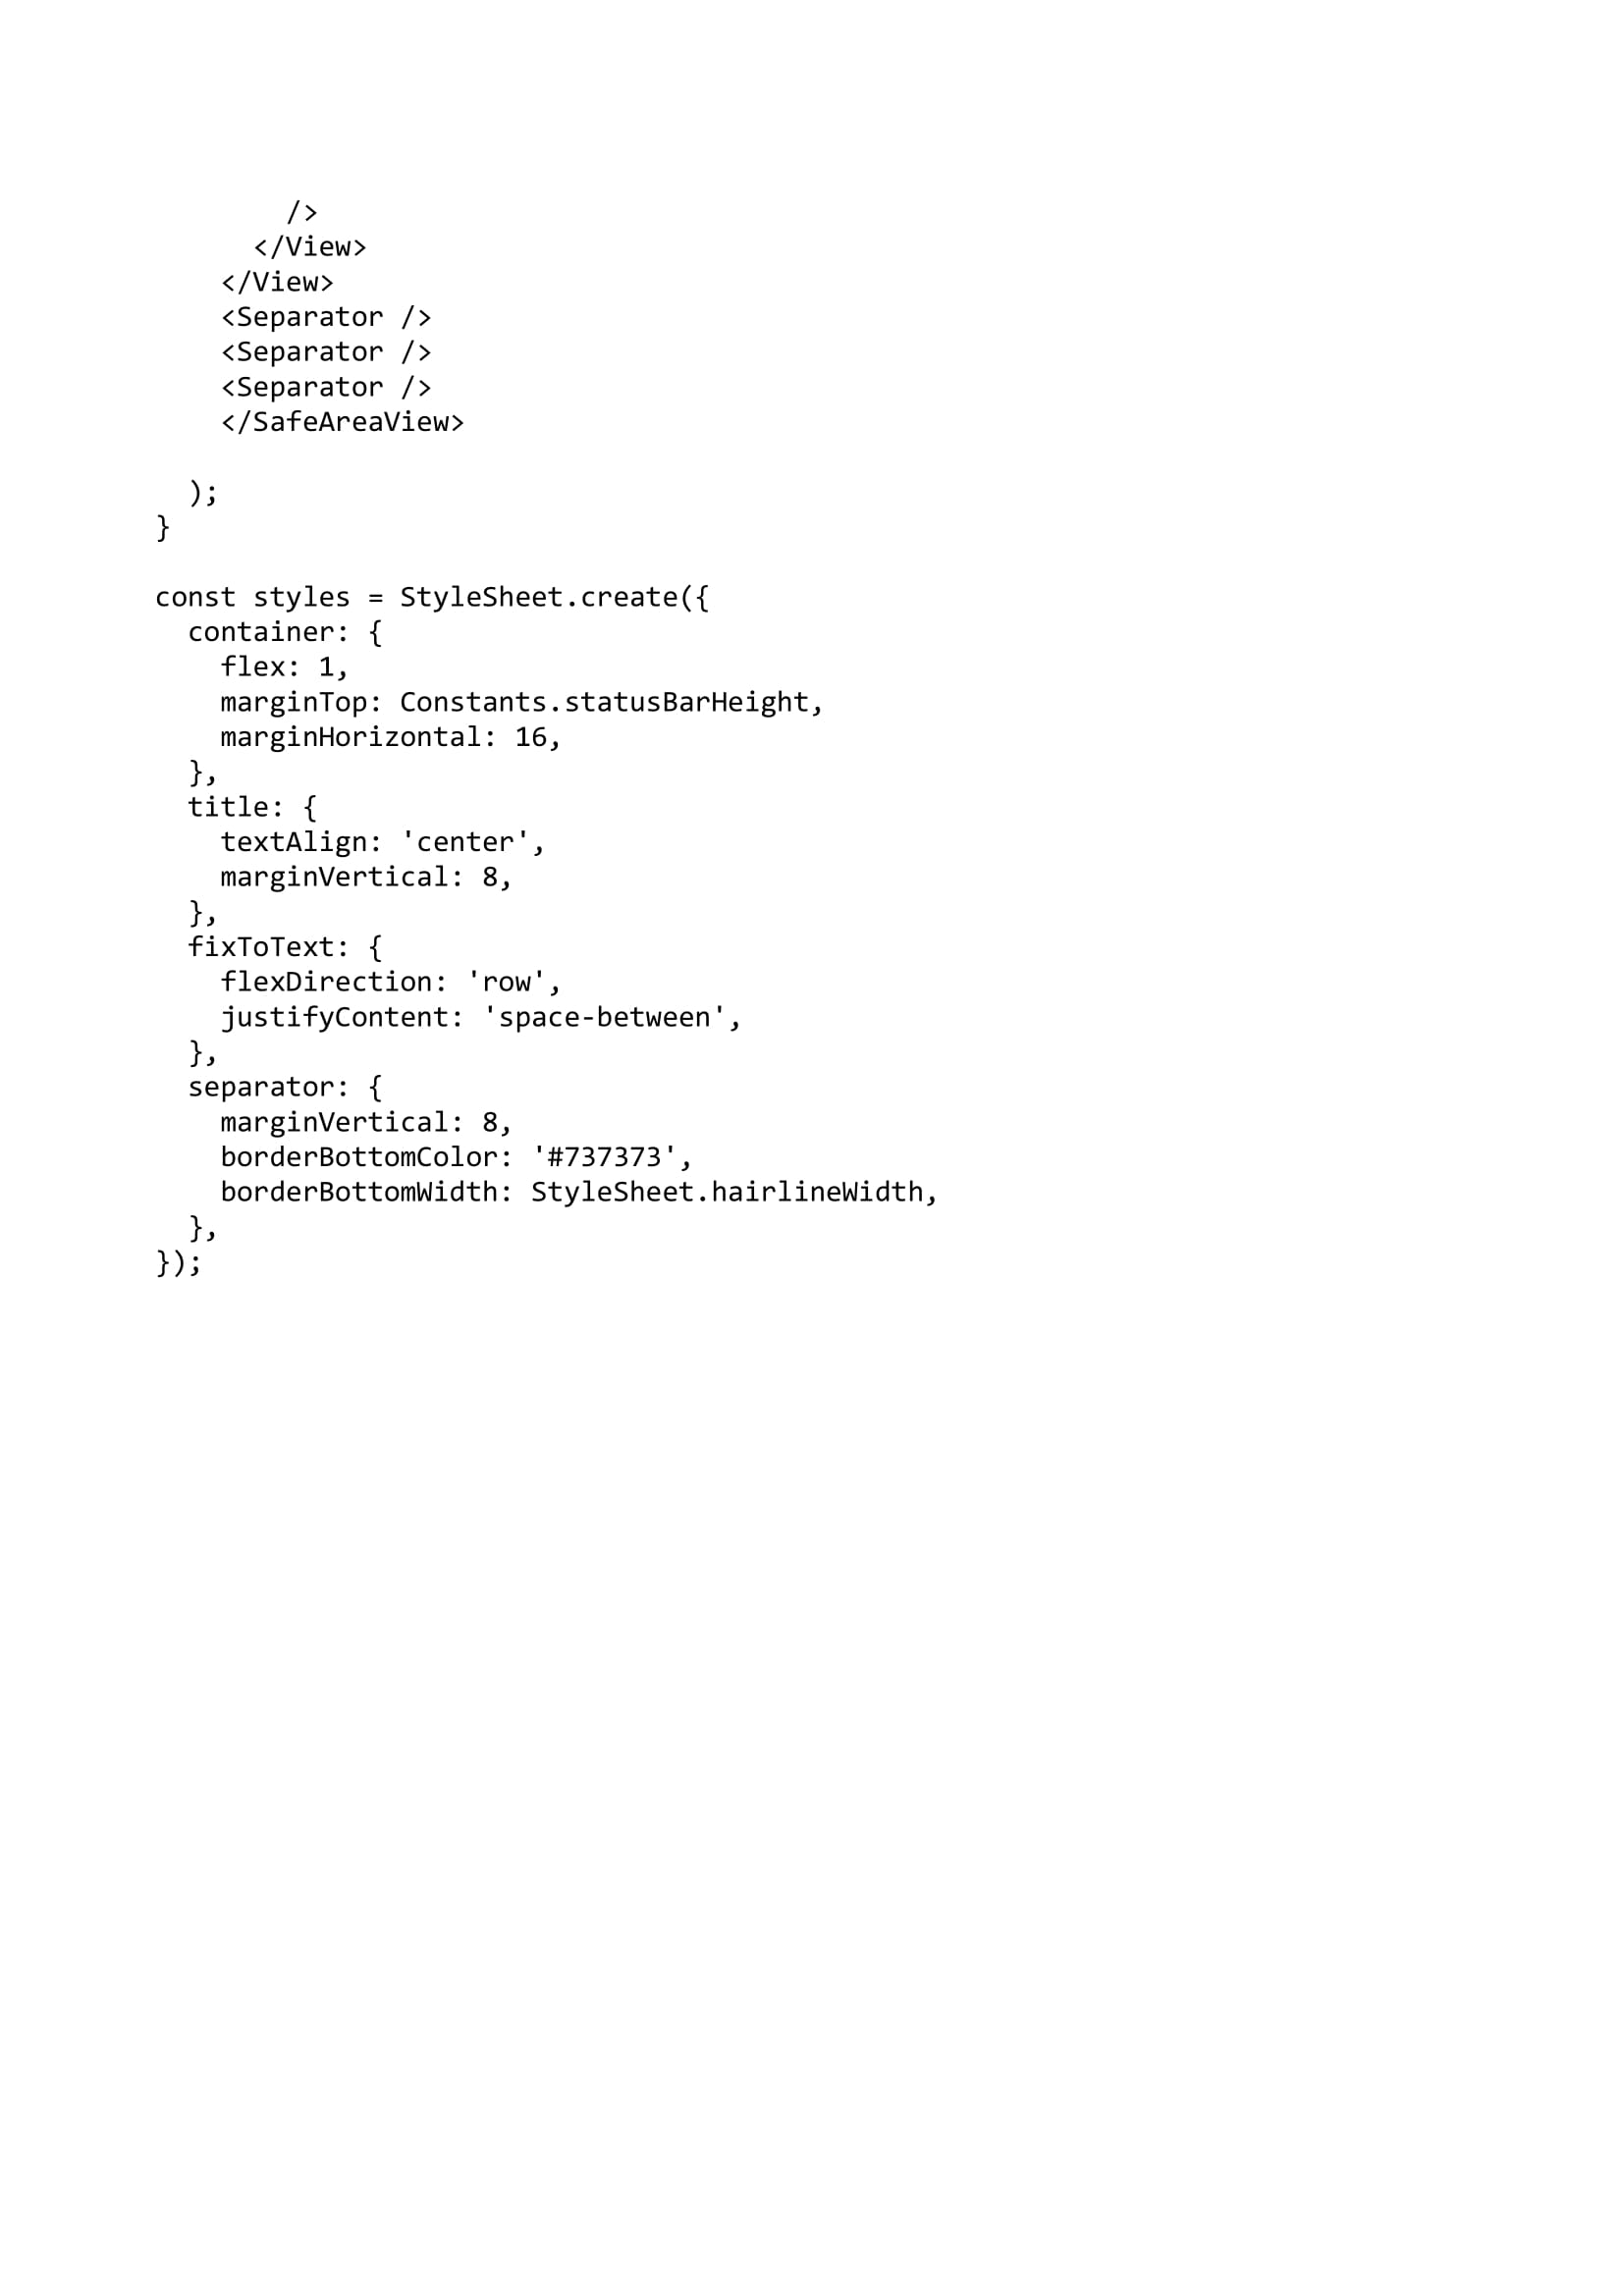 />
      </View>
    </View>
    <Separator />
    <Separator />
    <Separator />
    </SafeAreaView>

  );
}

const styles = StyleSheet.create({
  container: {
    flex: 1,
    marginTop: Constants.statusBarHeight,
    marginHorizontal: 16,
  },
  title: {
    textAlign: 'center',
    marginVertical: 8,
  },
  fixToText: {
    flexDirection: 'row',
    justifyContent: 'space-between',
  },
  separator: {
    marginVertical: 8,
    borderBottomColor: '#737373',
    borderBottomWidth: StyleSheet.hairlineWidth,
  },
});